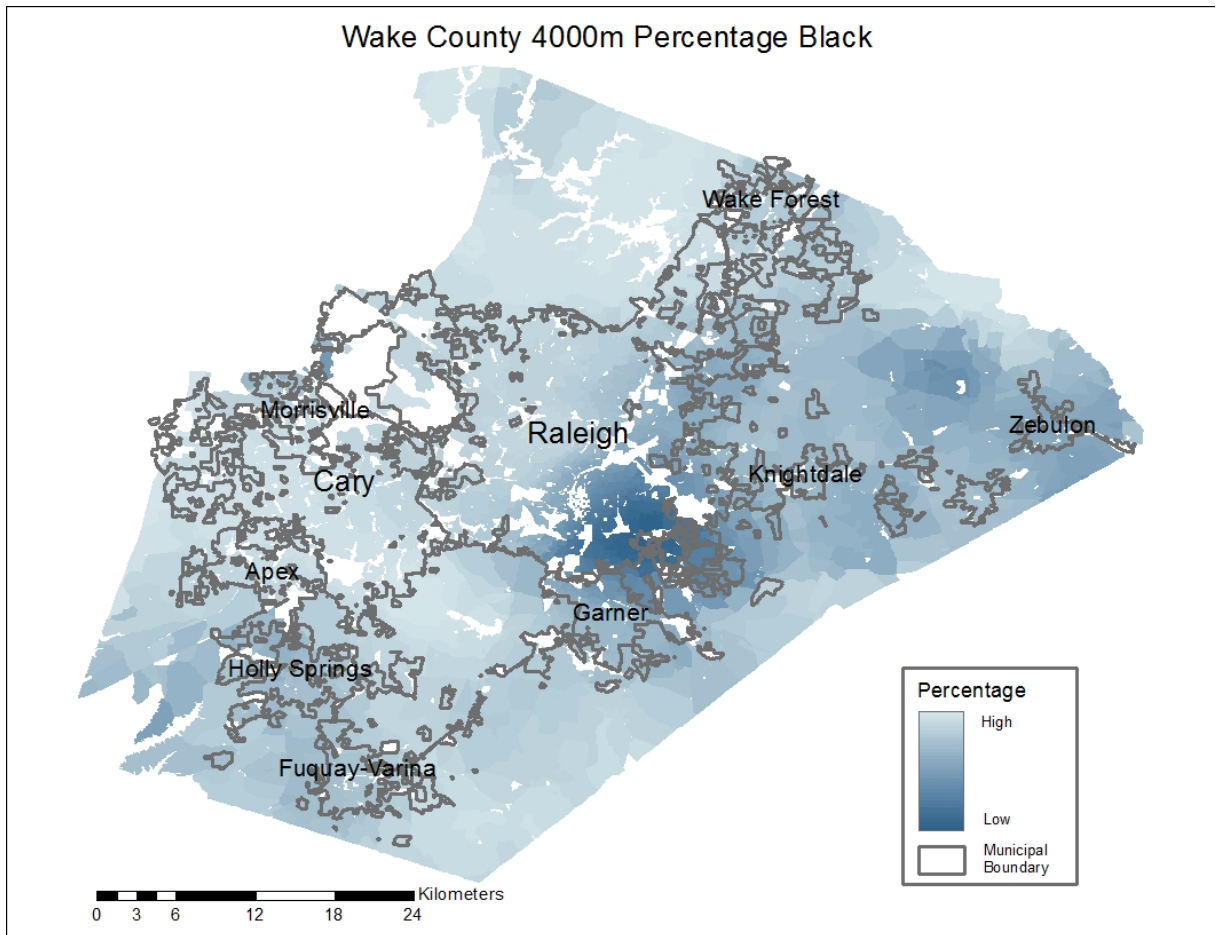 Wake County 4000m Percentage Black
Wake Forest
Morrisville
Raleigh
Zebulon
Cary
Knightdale
Apex
Garner
Holly Springs
Fuquay-Varina
Percentage
High
Low
Municipal
Boundary
Kilometers
0 3 6 12 18 24